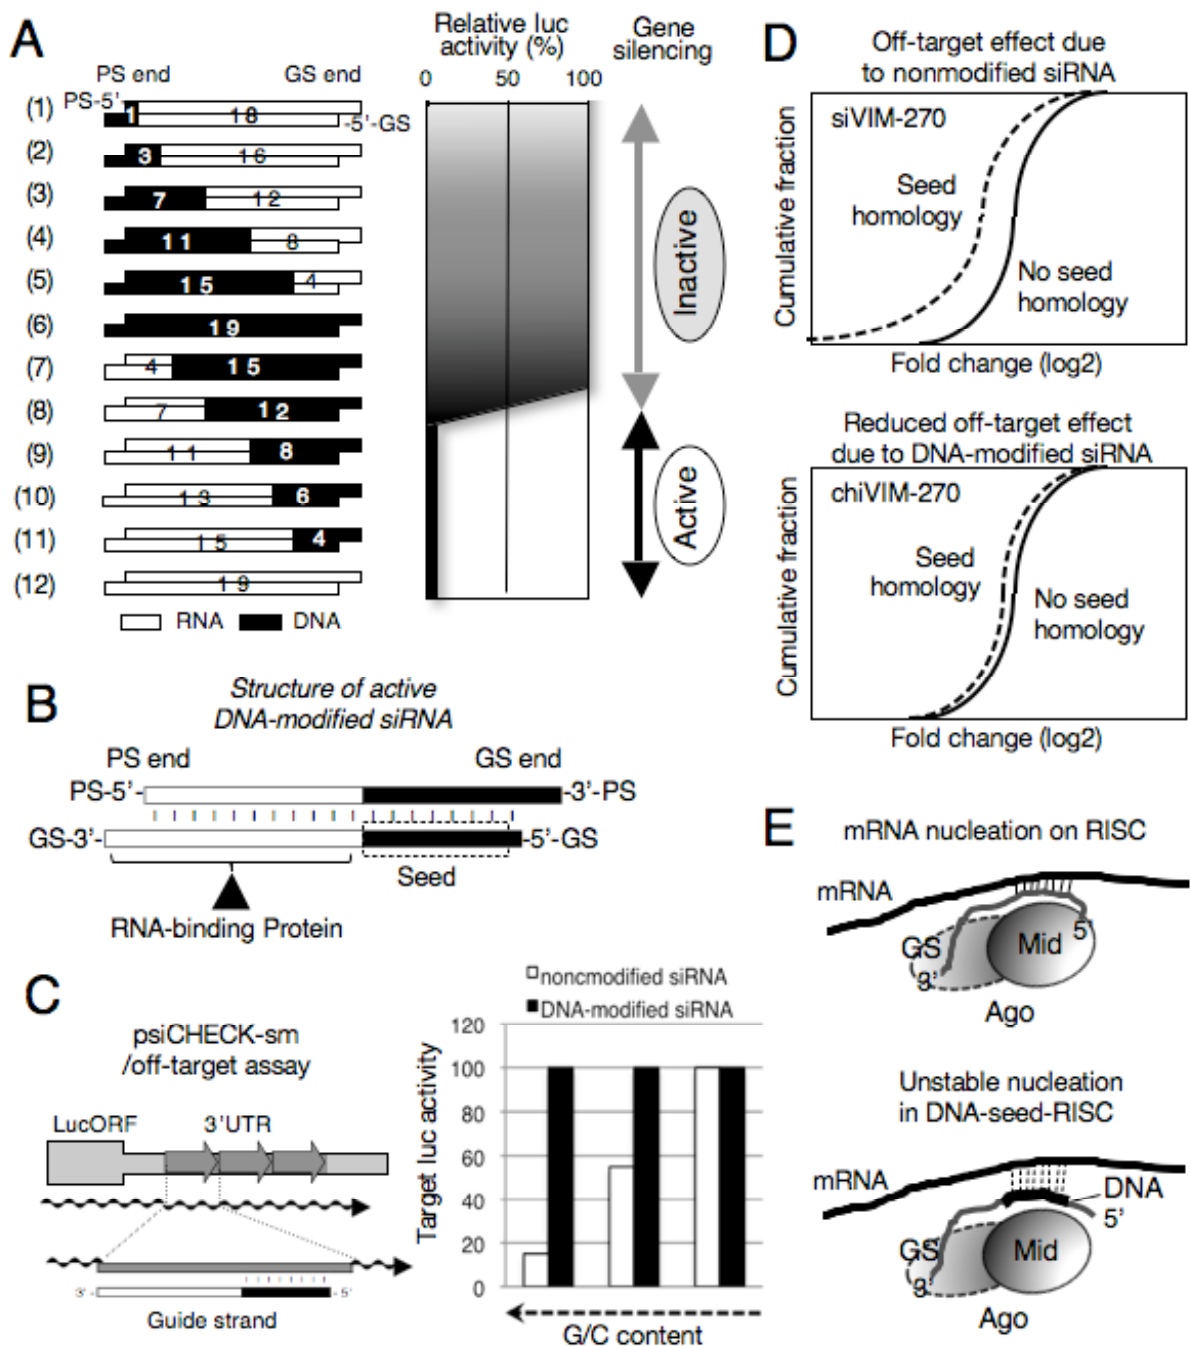 A
Relative luc
activity (%)
Gene
silencing
PS end
GS end
0
50
100
(1)
PS-5'
1
18
-5'-GS
(2)
3
16
(3)
7
12
(4)
11
8
(5)
15
4
(6)
19
(7)
4
15
(8)
7
12
(9)
11
8
(10)
13
6
(11)
15
4
(12)
19
RNA
DNA
Inactive
Active
B
Structure of active
DNA-modified siRNA
PS end
GS end
PS-5'-
-3'-PS
GS-3'-
-5'-GS
Seed
RNA-binding Protein
C
psiCHECK-sm
/off-target assay
LucORF
3'UTR
3'-
-5'
Guide strand
noncmodified siRNA
DNA-modified siRNA
Target luc activity
120
100
80
60
40
20
0
G/C content
D
Off-target effect due
to nonmodified siRNA
siVIM-270
Seed
homology
No seed
homology
Cumulative fraction
Fold change (log2)
Reduced off-target effect
due to DNA-modified siRNA
chiVIM-270
Seed
homology
No seed
homology
Cumulative fraction
Fold change (log2)
E
mRNA nucleation on RISC
mRNA
GS
3'
Mid
5'
Ago
Unstable nucleation
in DNA-seed-RISC
mRNA
DNA
5'
GS
3'
Mid
Ago